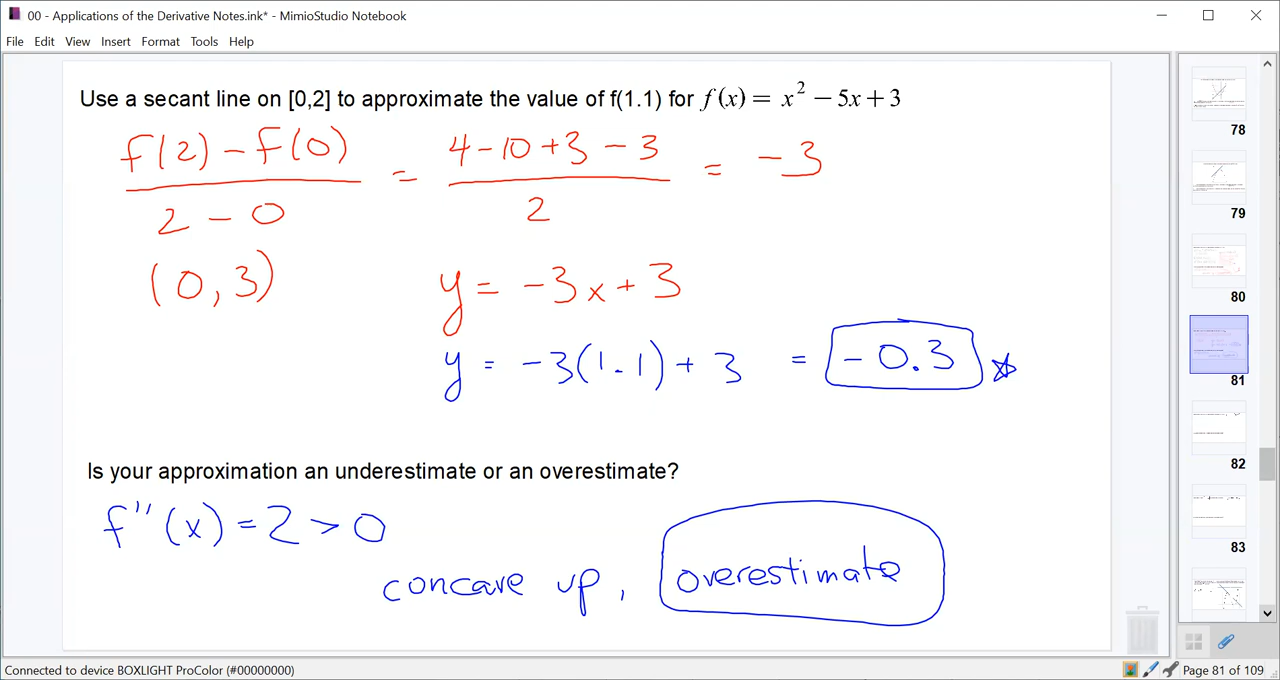 00 - Applications of the Derivative Notes.ink* - MimioStudio Notebook
File Edit View Insert Format Tools Help
Use a secant line on [0,2] to approximate the value of f(1.1) for f(x) = x² − 5x + 3
f(2) − f(0) / 2 − 0 = 4 − 10 + 3 − 3 / 2 = −3
(0, 3) y = −3x + 3
y = −3(1.1) + 3 = −0.3 ☆
Is your approximation an underestimate or an overestimate?
f''(x) = 2 > 0
concave up, overestimate
78
79
80
81
82
83
Connected to device BOXLIGHT ProColor (#00000000) Page 81 of 109